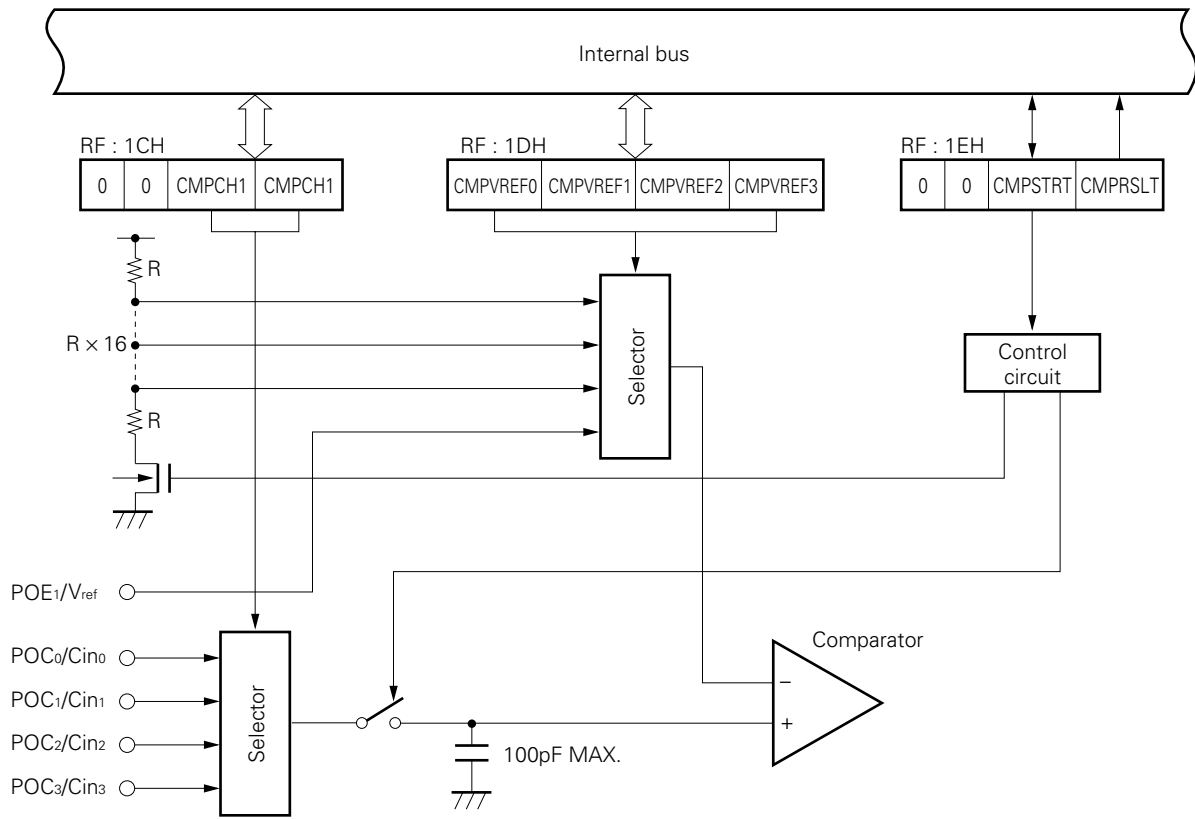 Internal bus
RF : 1CH
RF : 1DH
RF : 1EH
0 0 CMPCH1 CMPCH1
CMPVREF0 CMPVREF1 CMPVREF2 CMPVREF3
0 0 CMPSTRT CMPRSLT
R
R × 16
R
Selector
Control
circuit
POE1/Vref
POC0/Cin0
POC1/Cin1
POC2/Cin2
POC3/Cin3
Selector
100pF MAX.
Comparator
−
+